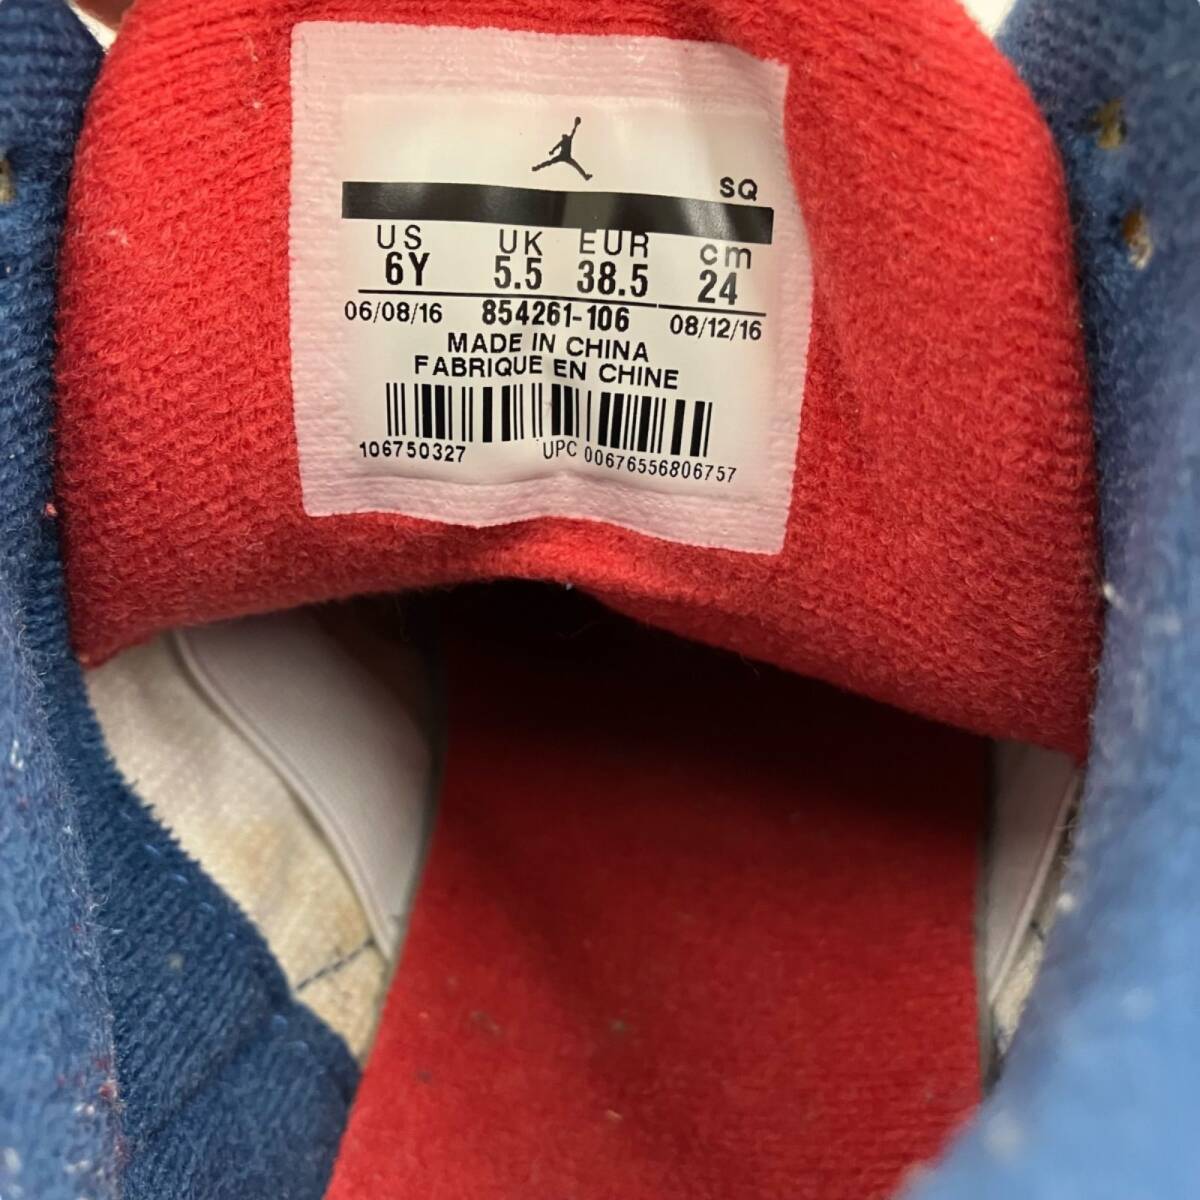 SQ
US UK EUR cm
6Y 5.5 38.5 24
06/08/16 854261-106 08/12/16
MADE IN CHINA
FABRIQUE EN CHINE
106750327 UPC 00676556806757